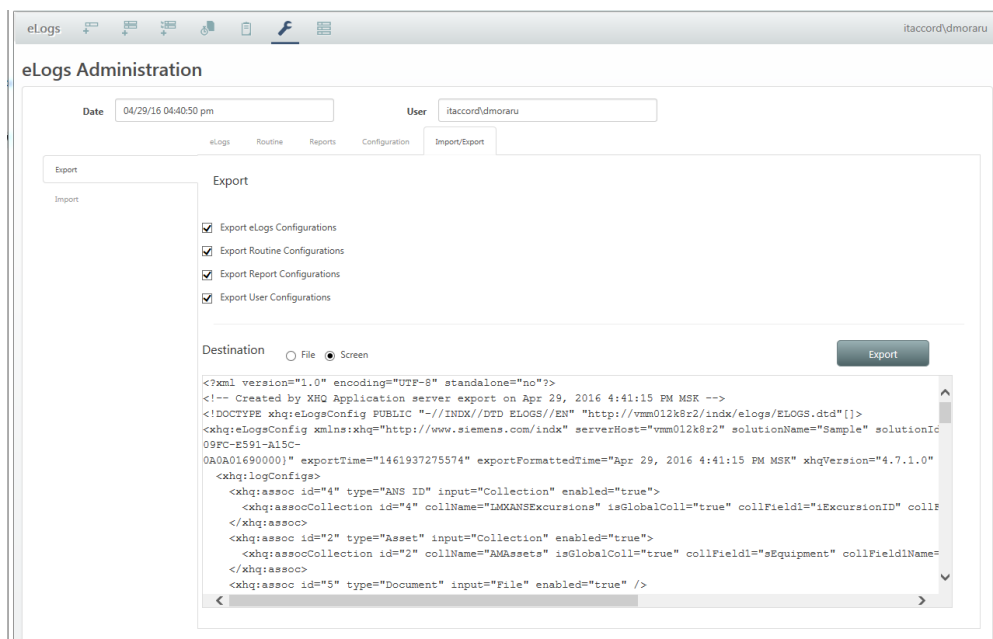 eLogs
itaccord\dmoraru
eLogs Administration
Date
04/29/16 04:40:50 pm
User
itaccord\dmoraru
eLogs
Routine
Reports
Configuration
Import/Export
Export
Import
Export
Export eLogs Configurations
Export Routine Configurations
Export Report Configurations
Export User Configurations
Destination
File
Screen
Export
<?xml version="1.0" encoding="UTF-8" standalone="no"?>
<!-- Created by XHQ Application server export on Apr 29, 2016 4:41:15 PM MSK -->
<!DOCTYPE xhq:eLogsConfig PUBLIC "-//INDX//DTD ELOGS//EN" "http://vmm012k8r2/indx/elogs/ELOGS.dtd"[]>
<xhq:eLogsConfig xmlns:xhq="http://www.siemens.com/indx" serverHost="vmm012k8r2" solutionName="Sample" solutionId
09FC-E591-A15C-
0A0A01690000}" exportTime="1461937275574" exportFormattedTime="Apr 29, 2016 4:41:15 PM MSK" xhqVersion="4.7.1.0"
<xhq:logConfigs>
<xhq:assoc id="4" type="ANS ID" input="Collection" enabled="true">
<xhq:assocCollection id="4" collName="LMXANSExcursions" isGlobalColl="true" collField1="iExcursionID" collF
</xhq:assoc>
<xhq:assoc id="2" type="Asset" input="Collection" enabled="true">
<xhq:assocCollection id="2" collName="AMAssets" isGlobalColl="true" collField1="sEquipment" collField1Name=
</xhq:assoc>
<xhq:assoc id="5" type="Document" input="File" enabled="true" />